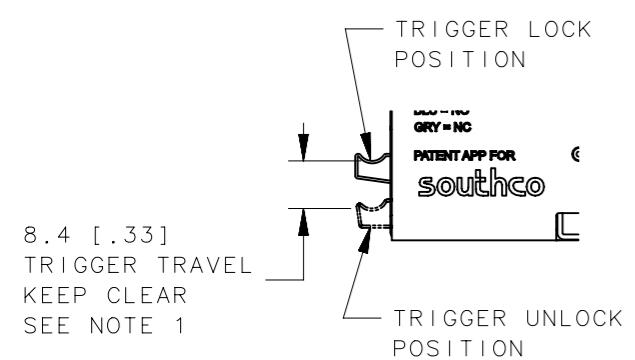 TRIGGER LOCK
POSITION
GRY = NC
PATENT APP FOR
southco
8.4 [.33]
TRIGGER TRAVEL
KEEP CLEAR
SEE NOTE 1
TRIGGER UNLOCK
POSITION